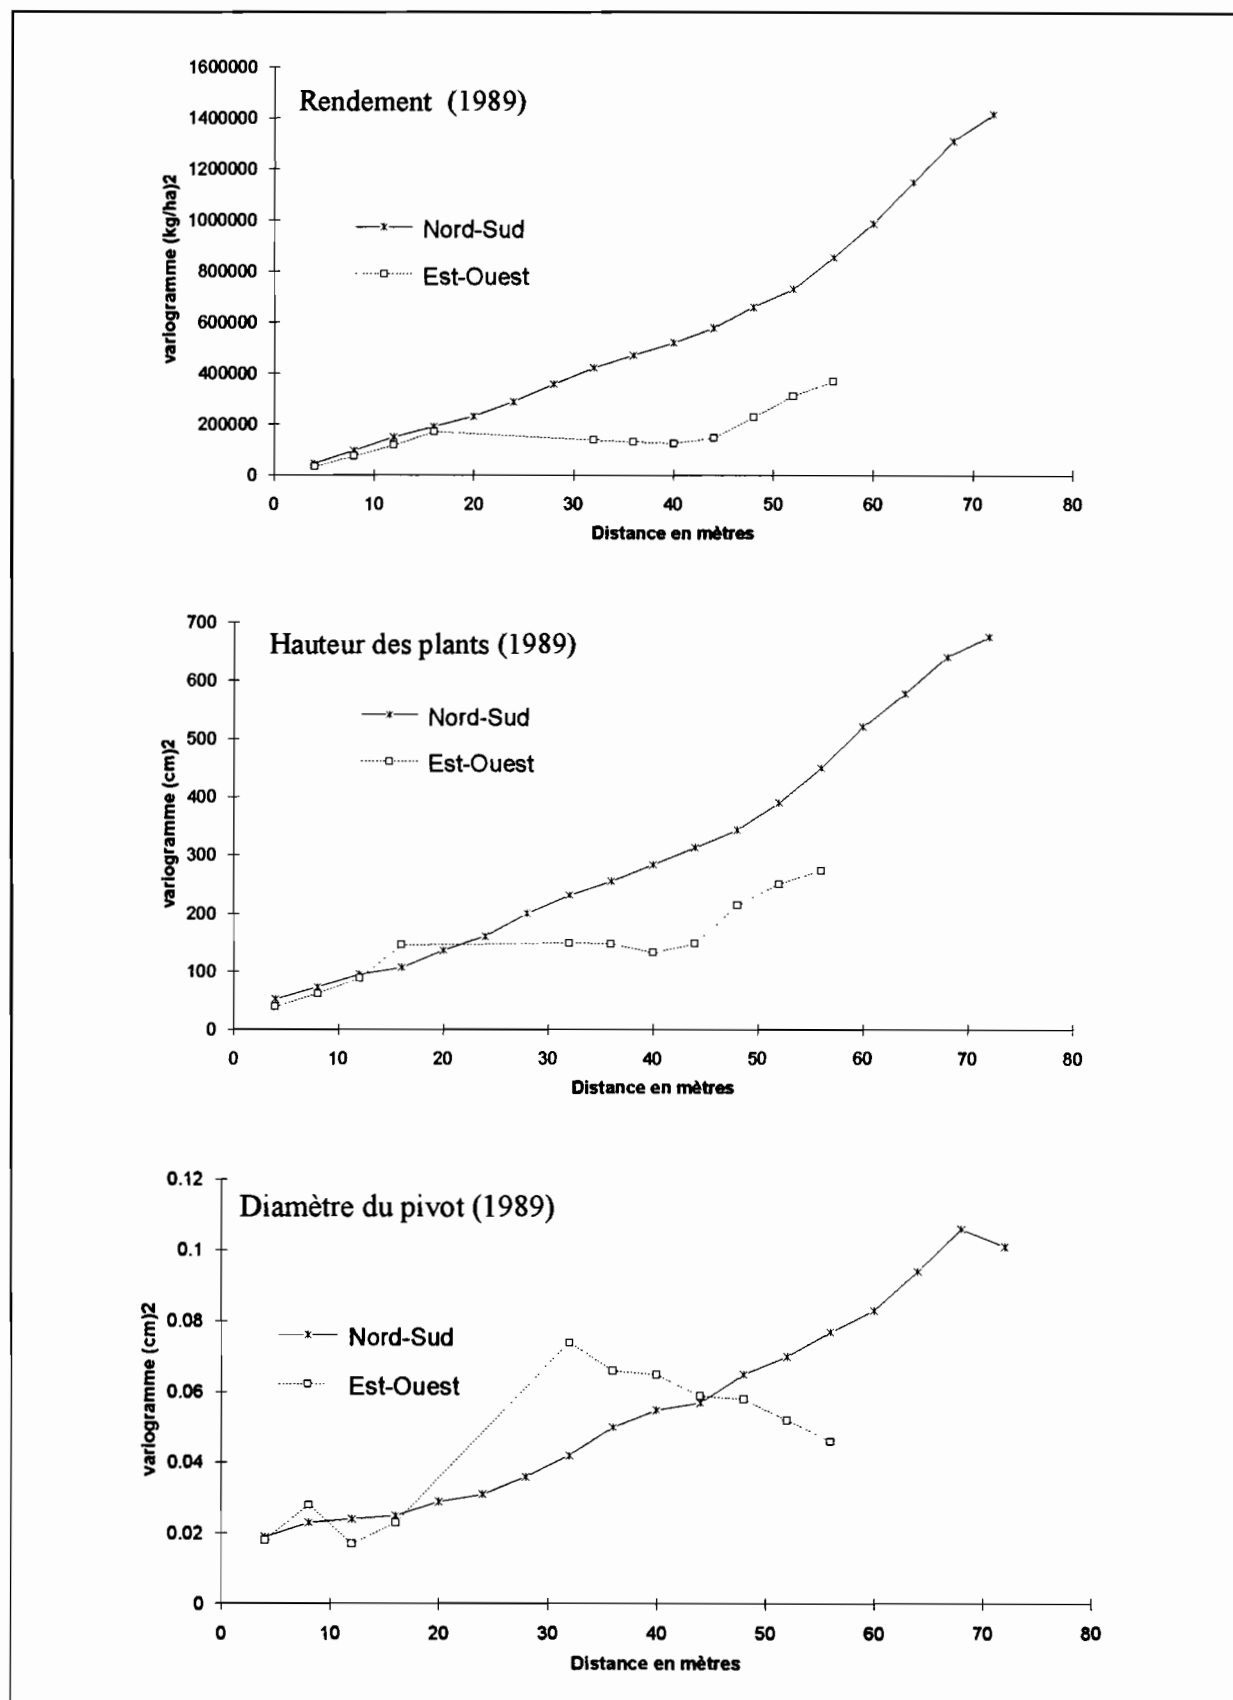 Rendement (1989)
variogramme (kg/ha)2
1600000
1400000
1200000
1000000
800000
600000
400000
200000
0
Nord-Sud
Est-Ouest
0 10 20 30 40 50 60 70 80
Distance en mètres
Hauteur des plants (1989)
variogramme (cm)2
700
600
500
400
300
200
100
0
Nord-Sud
Est-Ouest
0 10 20 30 40 50 60 70 80
Distance en mètres
Diamètre du pivot (1989)
variogramme (cm)2
0.12
0.1
0.08
0.06
0.04
0.02
0
Nord-Sud
Est-Ouest
0 10 20 30 40 50 60 70 80
Distance en mètres